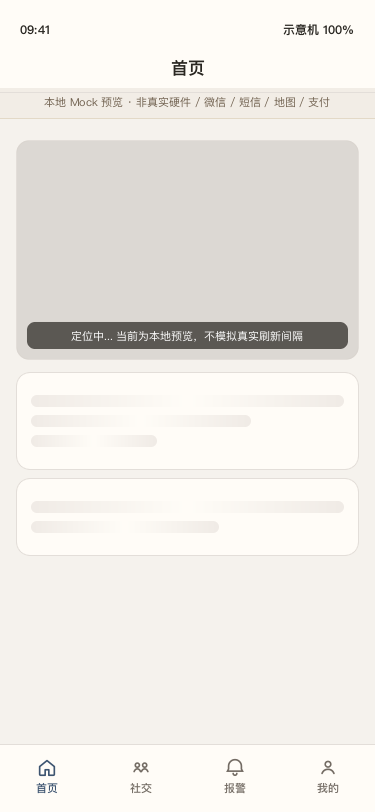 09:41 示意机 100%
首页
本地 Mock 预览 · 非真实硬件 / 微信 / 短信 / 地图 / 支付
定位中... 当前为本地预览，不模拟真实刷新间隔
首页 社交 报警 我的